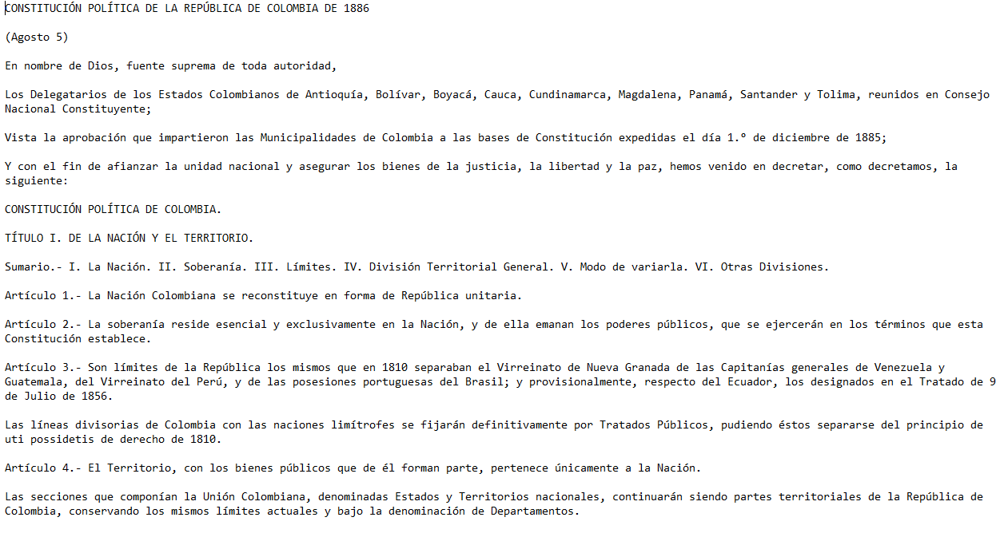 CONSTITUCIÓN POLÍTICA DE LA REPÚBLICA DE COLOMBIA DE 1886
(Agosto 5)
En nombre de Dios, fuente suprema de toda autoridad,
Los Delegatarios de los Estados Colombianos de Antioquía, Bolívar, Boyacá, Cauca, Cundinamarca, Magdalena, Panamá, Santander y Tolima, reunidos en Consejo
Nacional Constituyente;
Vista la aprobación que impartieron las Municipalidades de Colombia a las bases de Constitución expedidas el día 1.º de diciembre de 1885;
Y con el fin de afianzar la unidad nacional y asegurar los bienes de la justicia, la libertad y la paz, hemos venido en decretar, como decretamos, la
siguiente:
CONSTITUCIÓN POLÍTICA DE COLOMBIA.
TÍTULO I. DE LA NACIÓN Y EL TERRITORIO.
Sumario.- I. La Nación. II. Soberanía. III. Límites. IV. División Territorial General. V. Modo de variarla. VI. Otras Divisiones.
Artículo 1.- La Nación Colombiana se reconstituye en forma de República unitaria.
Artículo 2.- La soberanía reside esencial y exclusivamente en la Nación, y de ella emanan los poderes públicos, que se ejercerán en los términos que esta
Constitución establece.
Artículo 3.- Son límites de la República los mismos que en 1810 separaban el Virreinato de Nueva Granada de las Capitanías generales de Venezuela y
Guatemala, del Virreinato del Perú, y de las posesiones portuguesas del Brasil; y provisionalmente, respecto del Ecuador, los designados en el Tratado de 9
de Julio de 1856.
Las líneas divisorias de Colombia con las naciones limítrofes se fijarán definitivamente por Tratados Públicos, pudiendo éstos separarse del principio de
uti possidetis de derecho de 1810.
Artículo 4.- El Territorio, con los bienes públicos que de él forman parte, pertenece únicamente a la Nación.
Las secciones que componían la Unión Colombiana, denominadas Estados y Territorios nacionales, continuarán siendo partes territoriales de la República de
Colombia, conservando los mismos límites actuales y bajo la denominación de Departamentos.